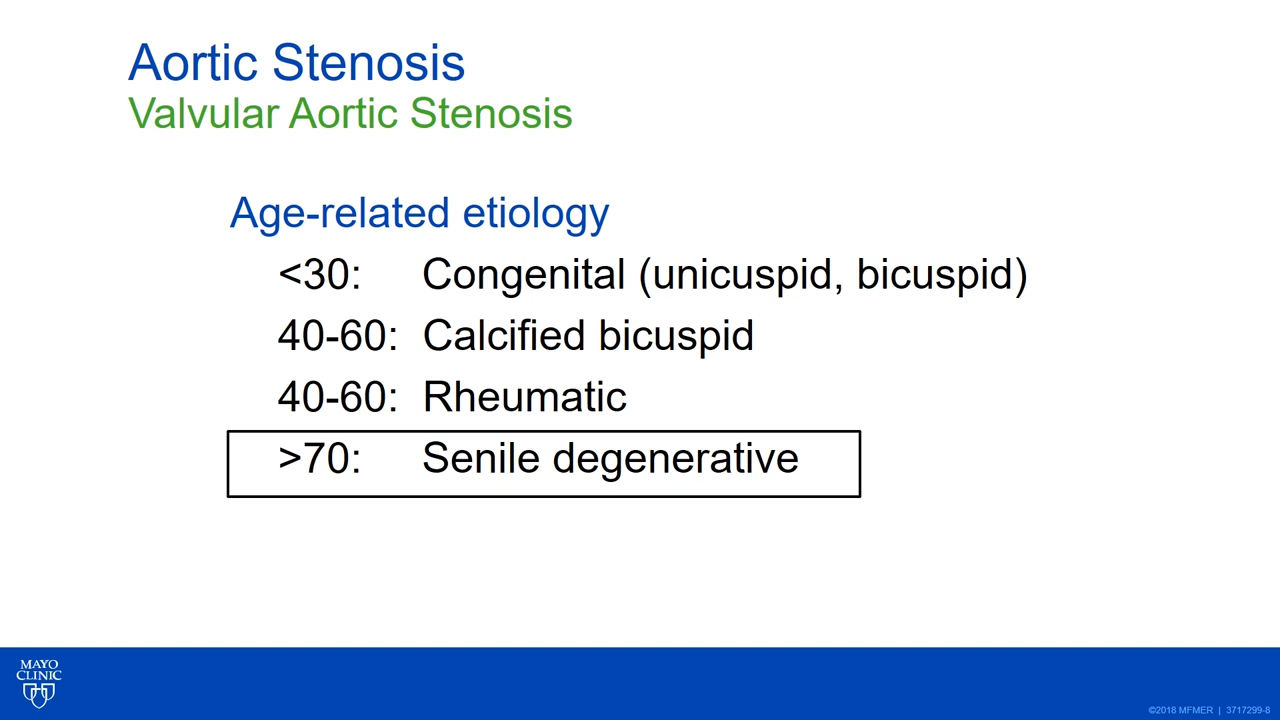 Aortic Stenosis
Valvular Aortic Stenosis
Age-related etiology
<30: Congenital (unicuspid, bicuspid)
40-60: Calcified bicuspid
40-60: Rheumatic
>70: Senile degenerative
MAYO
CLINIC
©2018 MFMER | 3717299-8